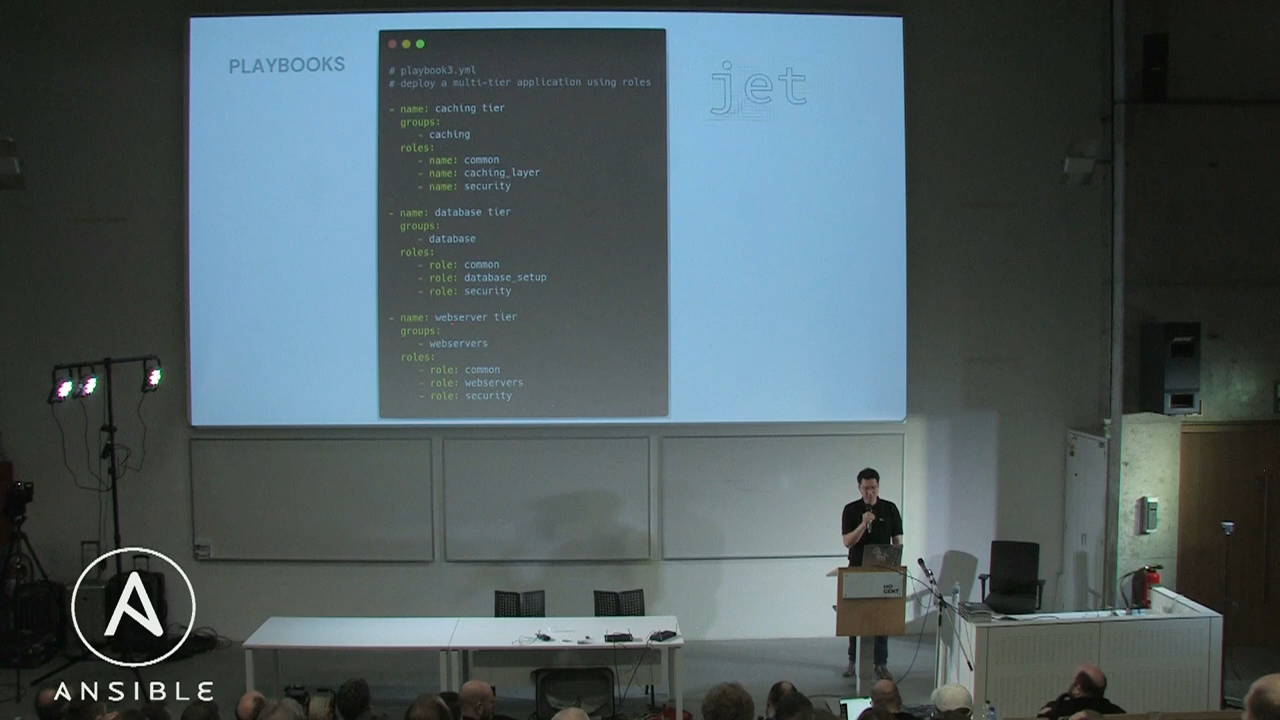 PLAYBOOKS
# playbook3.yml
# deploy a multi-tier application using roles
- name: caching tier
groups:
- caching
roles:
- name: common
- name: caching_layer
- name: security
- name: database tier
groups:
- database
roles:
- role: common
- role: database_setup
- role: security
- name: webserver tier
groups:
- webservers
roles:
- role: common
- role: webservers
- role: security
jet
HO
GENT
ANSIBLE